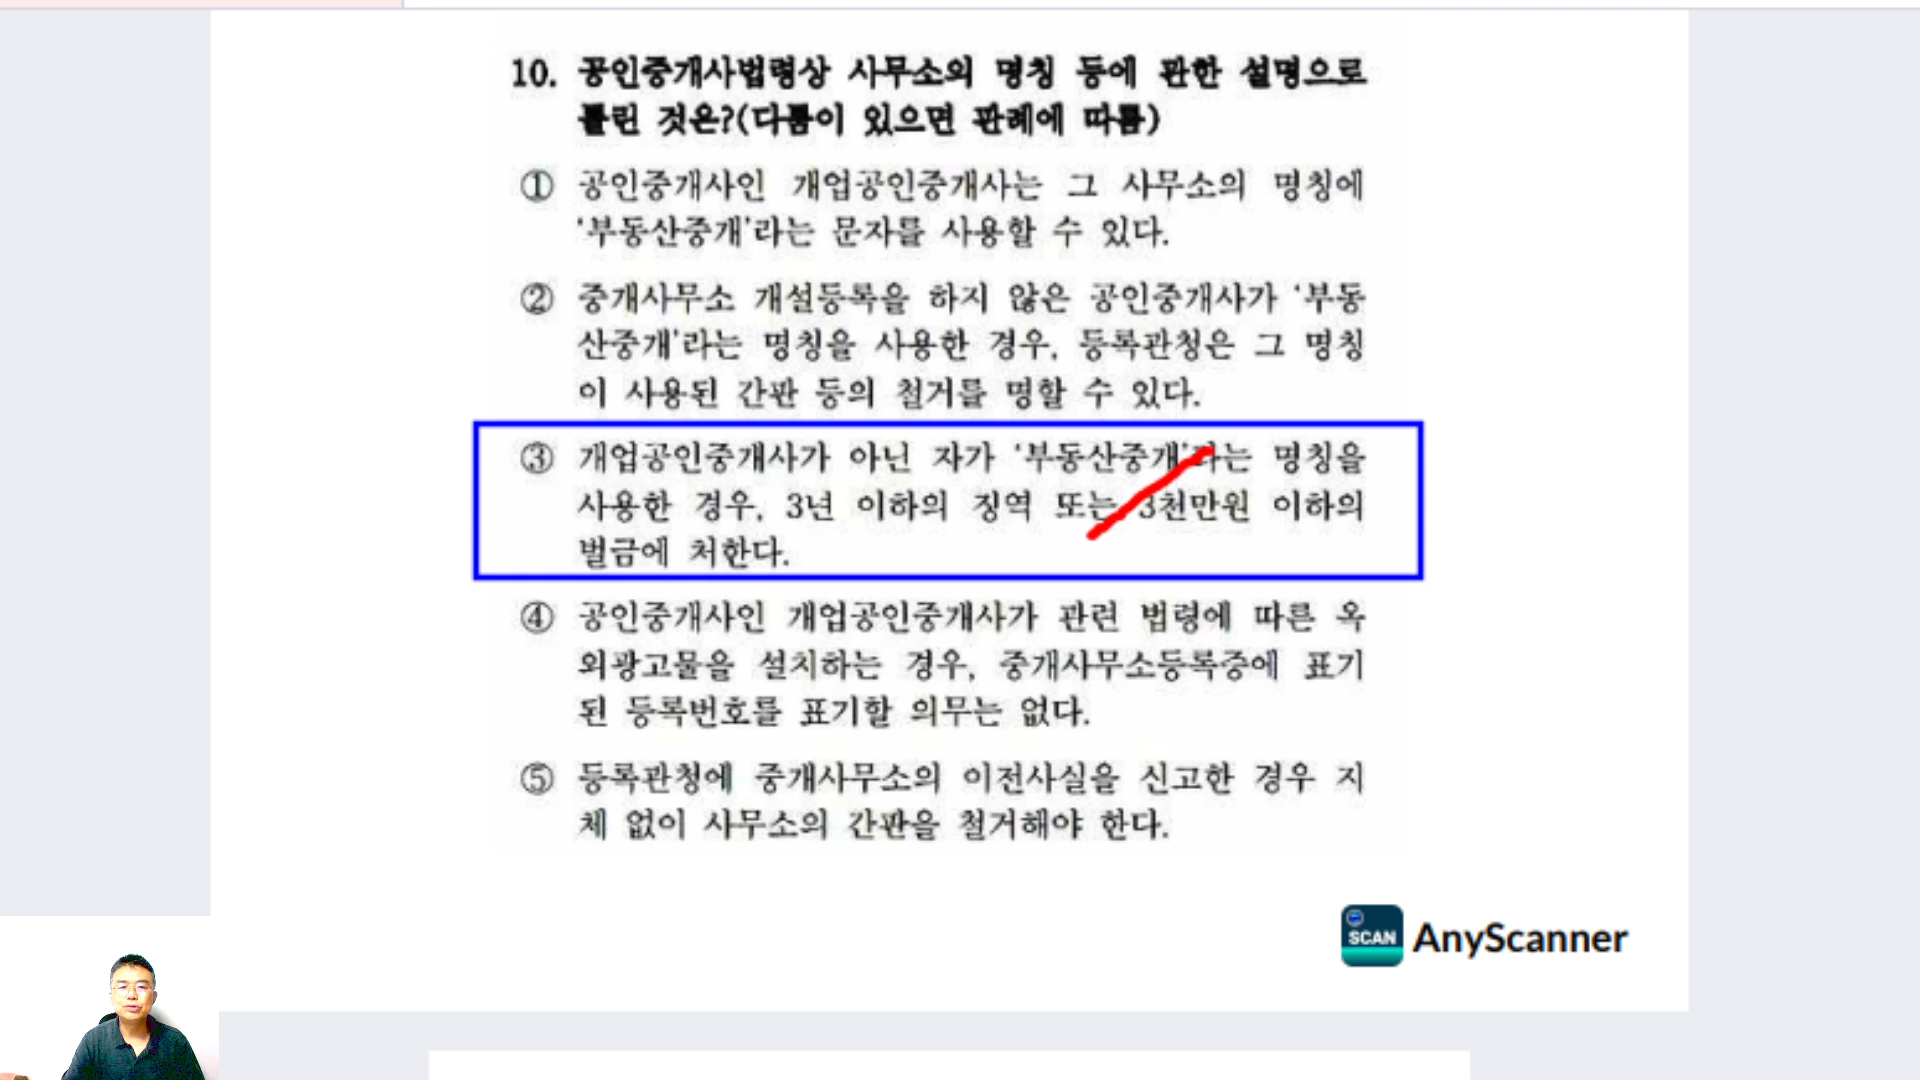 10. 공인중개사법령상 사무소의 명칭 등에 관한 설명으로
틀린 것은?(다툼이 있으면 판례에 따름)
① 공인중개사인 개업공인중개사는 그 사무소의 명칭에
‘부동산중개’라는 문자를 사용할 수 있다.
② 중개사무소 개설등록을 하지 않은 공인중개사가 ‘부동
산중개’라는 명칭을 사용한 경우, 등록관청은 그 명칭
이 사용된 간판 등의 철거를 명할 수 있다.
③ 개업공인중개사가 아닌 자가 ‘부동산중개’라는 명칭을
사용한 경우, 3년 이하의 징역 또는 3천만원 이하의
벌금에 처한다.
④ 공인중개사인 개업공인중개사가 관련 법령에 따른 옥
외광고물을 설치하는 경우, 중개사무소등록증에 표기
된 등록번호를 표기할 의무는 없다.
⑤ 등록관청에 중개사무소의 이전사실을 신고한 경우 지
체 없이 사무소의 간판을 철거해야 한다.
SCAN AnyScanner